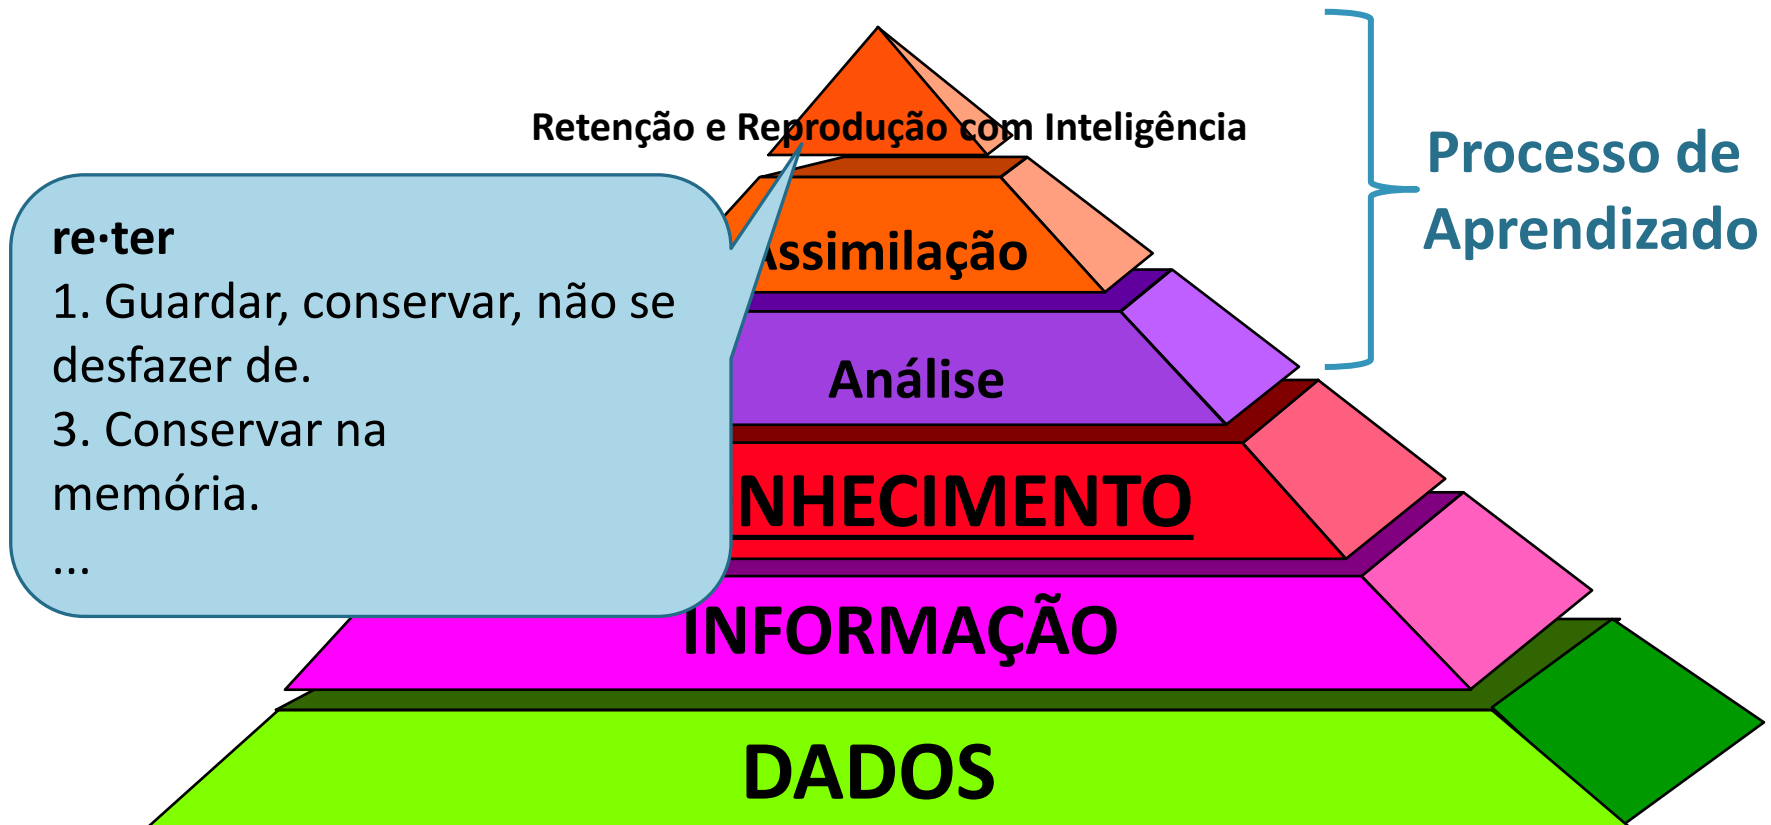 Retenção e Reprodução com Inteligência
Processo de
Aprendizado
re·ter
1. Guardar, conservar, não se
desfazer de.
3. Conservar na
memória.
...
Assimilação
Análise
NHECIMENTO
INFORMAÇÃO
DADOS